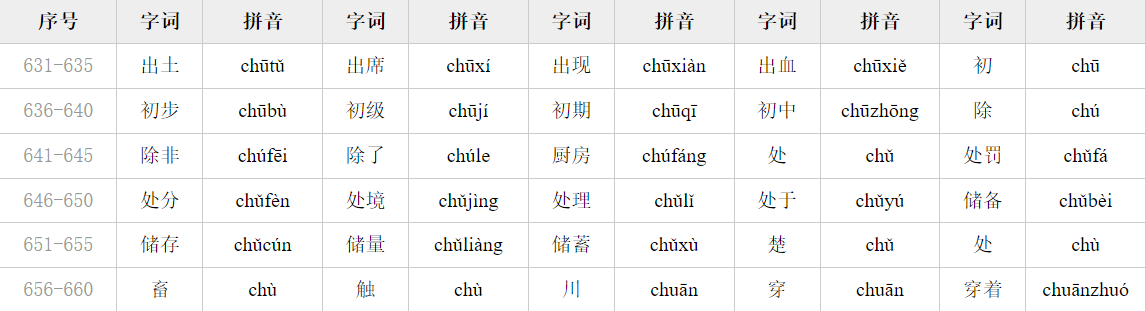 序号 字词 拼音 字词 拼音 字词 拼音 字词 拼音 字词 拼音
631-635 出土 chūtǔ 出席 chūxí 出现 chūxiàn 出血 chūxiě 初 chū
636-640 初步 chūbù 初级 chūjí 初期 chūqī 初中 chūzhōng 除 chú
641-645 除非 chúfēi 除了 chúle 厨房 chúfáng 处 chǔ 处罚 chǔfá
646-650 处分 chǔfèn 处境 chǔjìng 处理 chǔlǐ 处于 chǔyú 储备 chǔbèi
651-655 储存 chǔcún 储量 chǔliàng 储蓄 chǔxù 楚 chǔ 处 chù
656-660 畜 chù 触 chù 川 chuān 穿 chuān 穿着 chuānzhuó